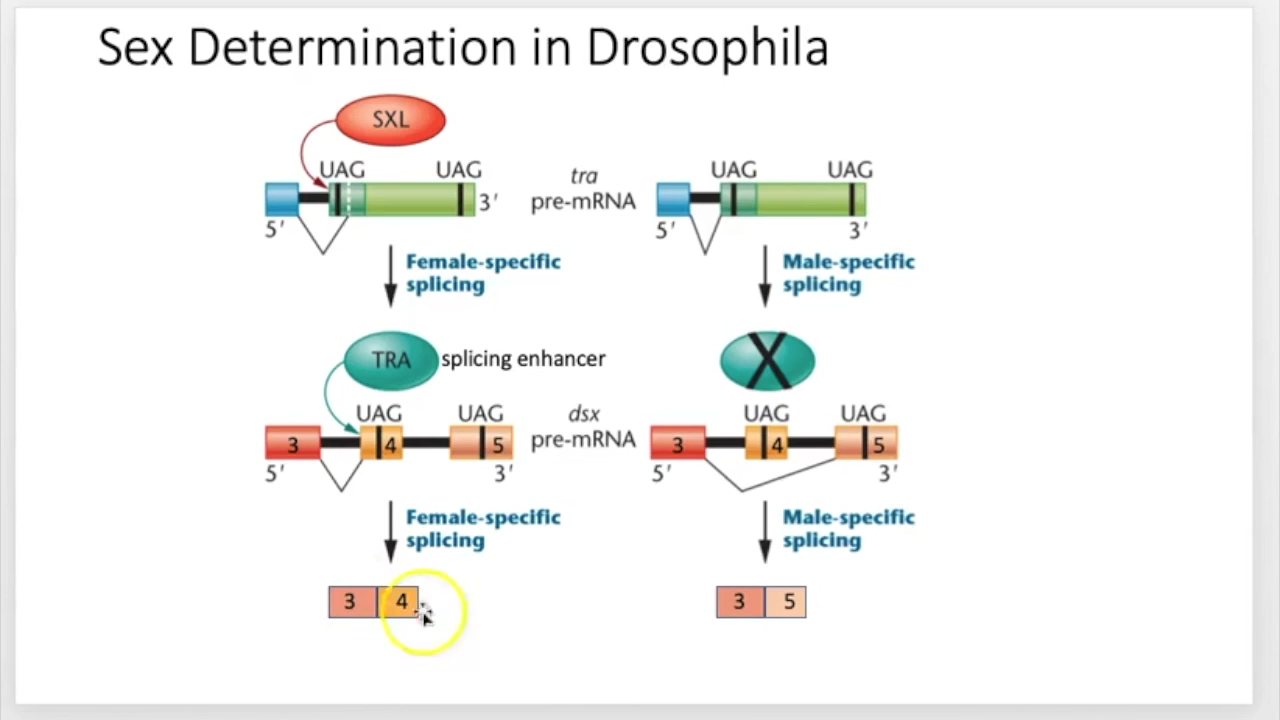 Sex Determination in Drosophila
SXL
UAG UAG UAG UAG
tra
pre-mRNA
3′
5′
5′ 3′
Female-specific
splicing
Male-specific
splicing
TRA splicing enhancer
X
UAG UAG UAG UAG
dsx
pre-mRNA
3 4 5
3 4 5
5′ 3′
5′ 3′
Female-specific
splicing
Male-specific
splicing
3 4
3 5